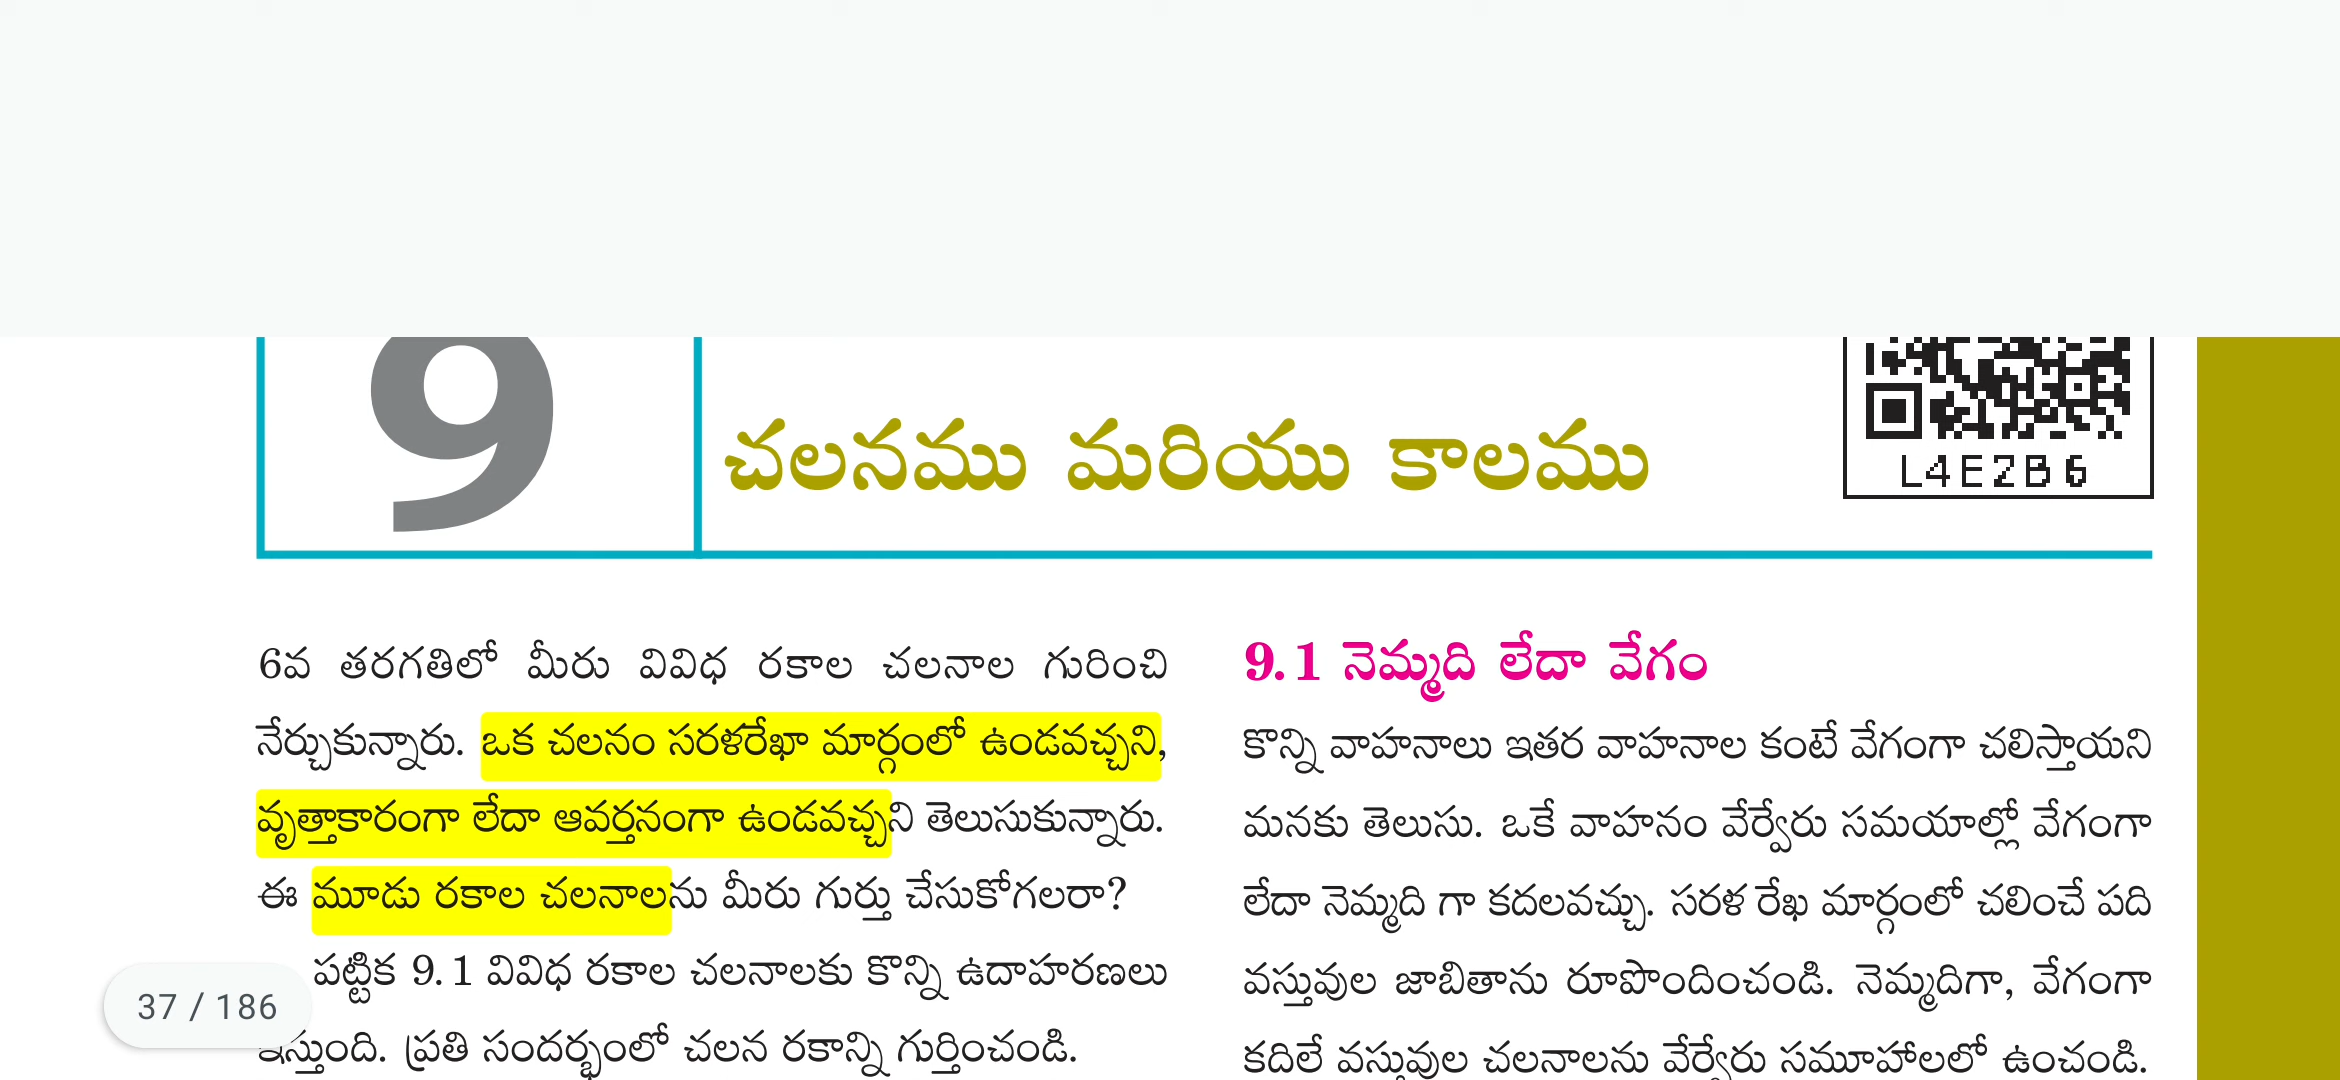 9
చలనము మరియు కాలము
L4E2B6
6వ తరగతిలో మీరు వివిధ రకాల చలనాల గురించి
నేర్చుకున్నారు. ఒక చలనం సరళరేఖా మార్గంలో ఉండవచ్చని,
వృత్తాకారంగా లేదా ఆవర్తనంగా ఉండవచ్చని తెలుసుకున్నారు.
ఈ మూడు రకాల చలనాలను మీరు గుర్తు చేసుకోగలరా?
పట్టిక 9.1 వివిధ రకాల చలనాలకు కొన్ని ఉదాహరణలు
ఇస్తుంది. ప్రతి సందర్భంలో చలన రకాన్ని గుర్తించండి.
9.1 నెమ్మది లేదా వేగం
కొన్ని వాహనాలు ఇతర వాహనాల కంటే వేగంగా చలిస్తాయని
మనకు తెలుసు. ఒకే వాహనం వేర్వేరు సమయాల్లో వేగంగా
లేదా నెమ్మది గా కదలవచ్చు. సరళ రేఖ మార్గంలో చలించే పది
వస్తువుల జాబితాను రూపొందించండి. నెమ్మదిగా, వేగంగా
కదిలే వస్తువుల చలనాలను వేర్వేరు సమూహాలలో ఉంచండి.
37 / 186